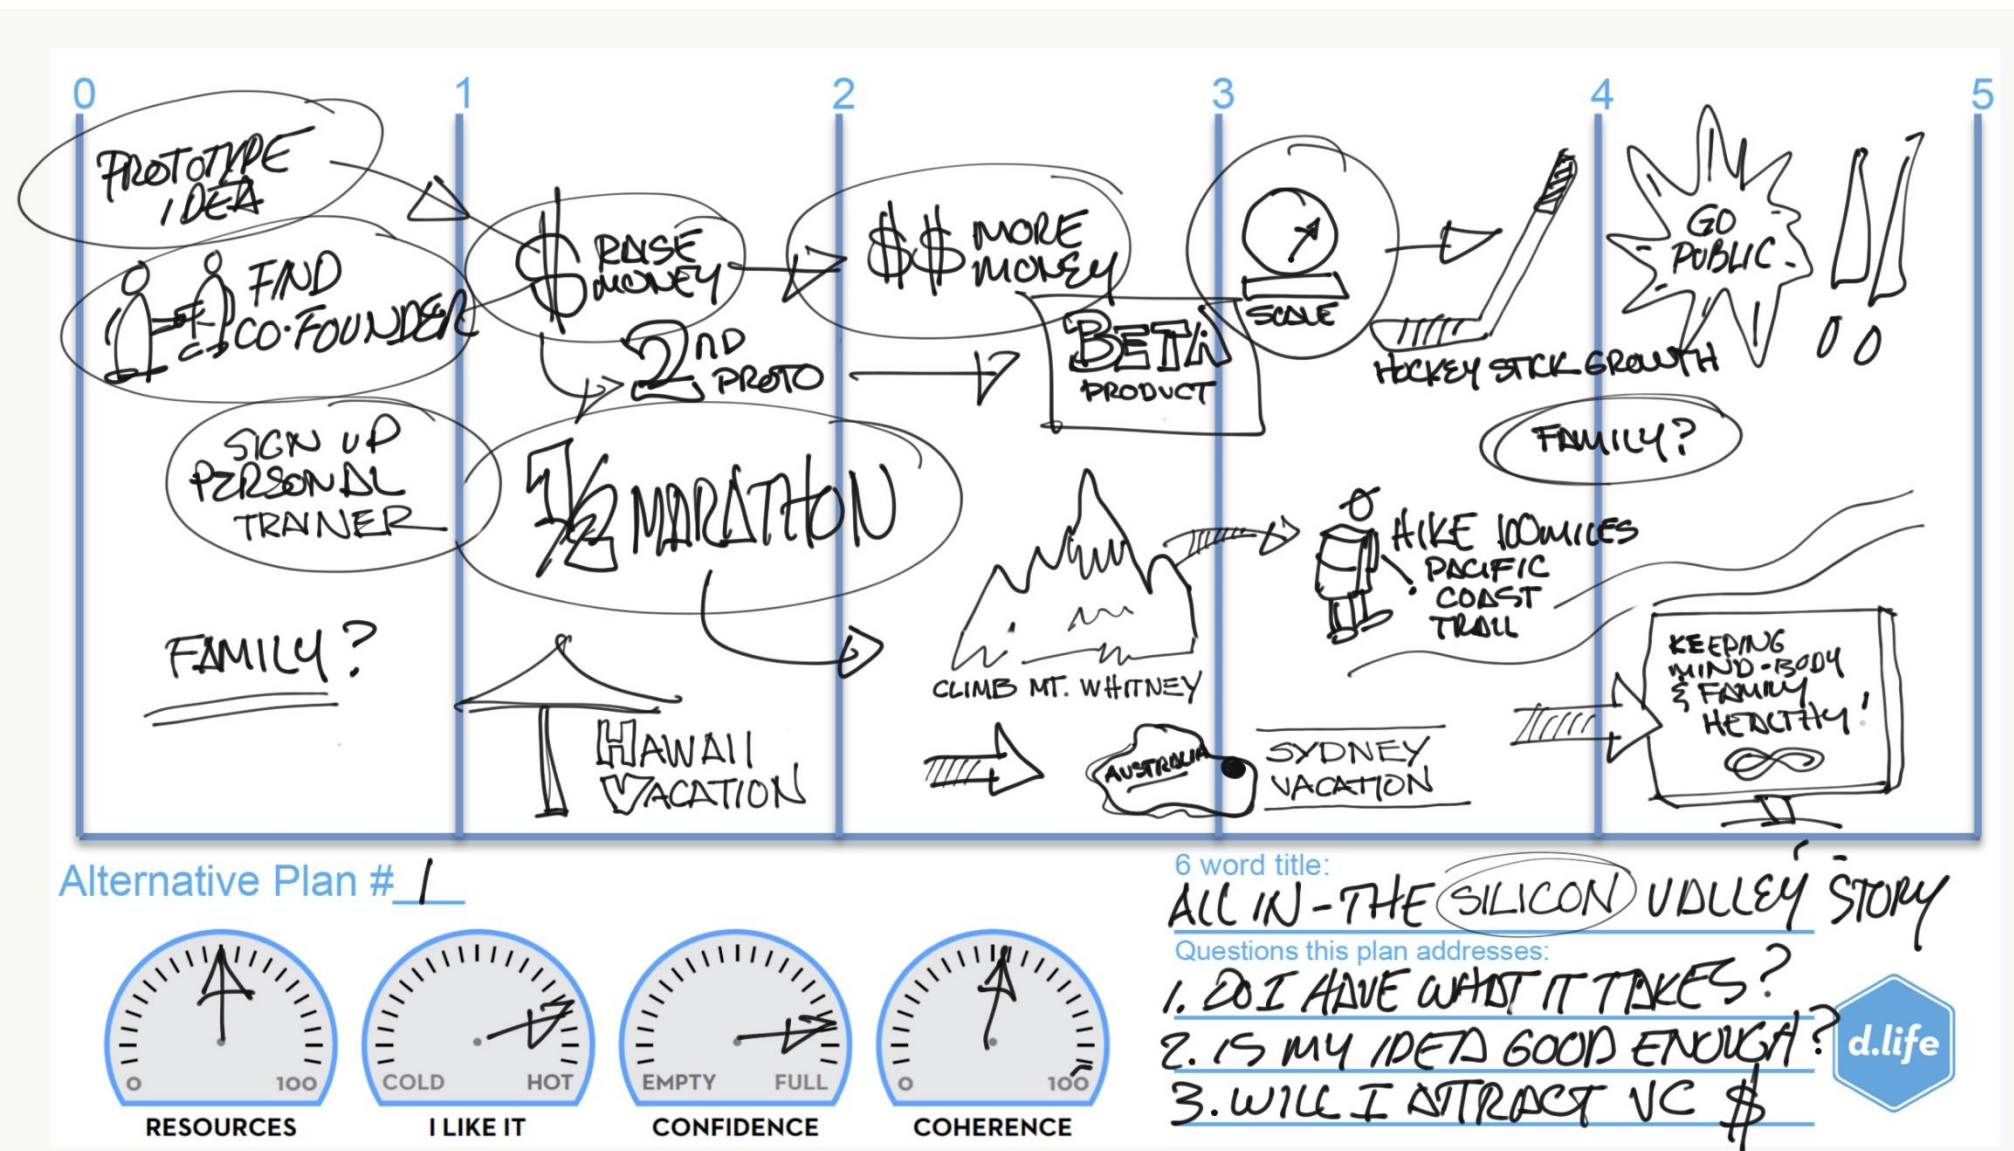 0 1 2 3 4 5
PROTOTYPE
IDEA
FIND
CO-FOUNDER
SIGN UP
PERSONAL
TRAINER
FAMILY?
$ RAISE
MONEY
2ND
PROTO
1/2 MARATHON
HAWAII
VACATION
$$ MORE
MONEY
BETA
PRODUCT
CLIMB MT. WHITNEY
AUSTRALIA
SCALE
HOCKEY STICK GROWTH
FAMILY?
HIKE 100 MILES
PACIFIC
COAST
TRAIL
SYDNEY
VACATION
GO
PUBLIC
!!
KEEPING
MIND-BODY
& FAMILY
HEALTHY!
Alternative Plan # 1
0 100
RESOURCES
COLD HOT
I LIKE IT
EMPTY FULL
CONFIDENCE
0 100
COHERENCE
6 word title:
ALL IN - THE SILICON VALLEY STORY
Questions this plan addresses:
1. DO I HAVE WHAT IT TAKES?
2. IS MY IDEA GOOD ENOUGH?
3. WILL I ATTRACT VC $
d.life